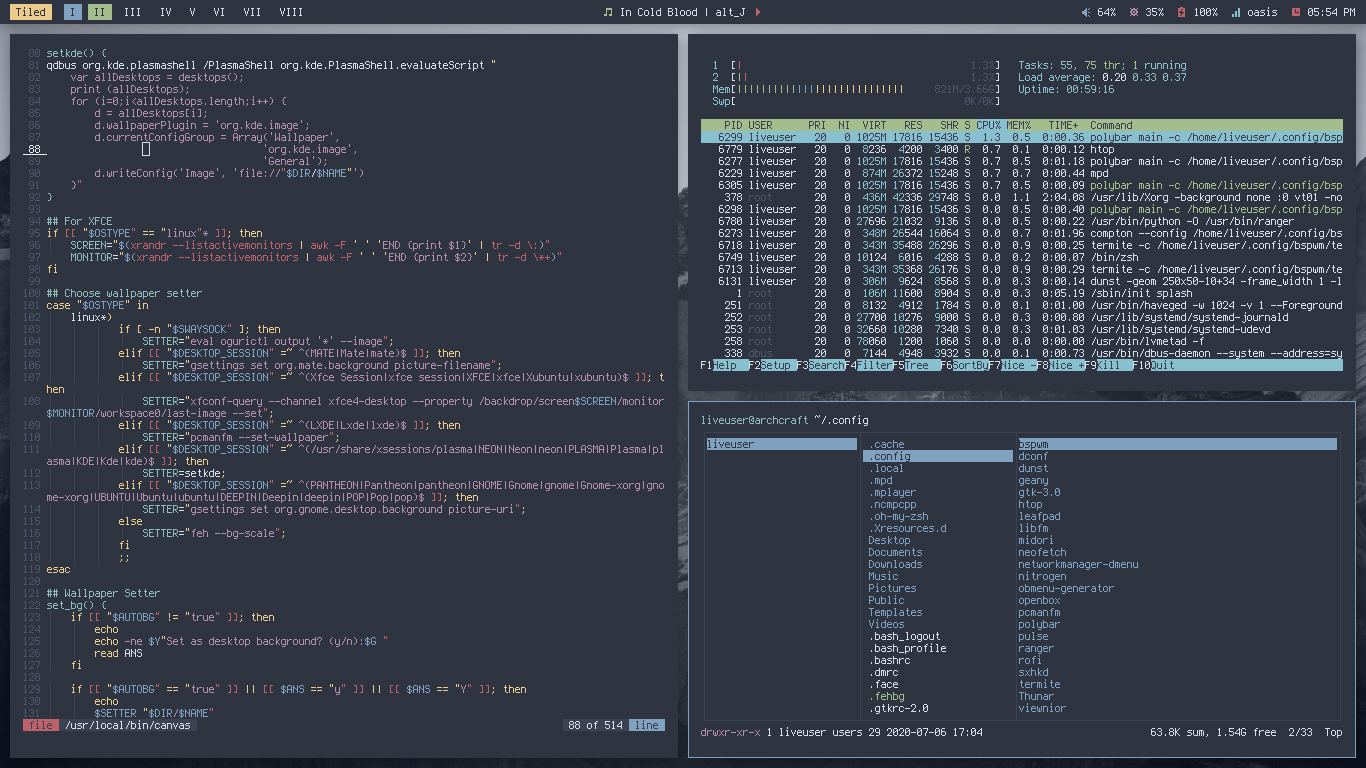 Tiled I II III IV V VI VII VIII
In Cold Blood | alt_J
64% 35% 100% oasis 05:54 PM
80 setkde() {
81 qdbus org.kde.plasmashell /PlasmaShell org.kde.PlasmaShell.evaluateScript "
82 var allDesktops = desktops();
83 print (allDesktops);
84 for (i=0;i<allDesktops.length;i++) {
85 d = allDesktops[i];
86 d.wallpaperPlugin = 'org.kde.image';
87 d.currentConfigGroup = Array('Wallpaper',
88 'org.kde.image',
89 'General');
90 d.writeConfig('Image', 'file://"$DIR/$NAME"')
91 }"
92 }
93
94 ## For XFCE
95 if [[ "$OSTYPE" == "linux"* ]]; then
96 SCREEN="$(xrandr --listactivemonitors | awk -F ' ' 'END {print $1}' | tr -d \:)"
97 MONITOR="$(xrandr --listactivemonitors | awk -F ' ' 'END {print $2}' | tr -d \*+)"
98 fi
99
100 ## Choose wallpaper setter
101 case "$OSTYPE" in
102 linux*)
103 if [ -n "$SWAYSOCK" ]; then
104 SETTER="eval ogurictl output '*' --image";
105 elif [[ "$DESKTOP_SESSION" =~ ^(MATE|Mate|mate)$ ]]; then
106 SETTER="gsettings set org.mate.background picture-filename";
107 elif [[ "$DESKTOP_SESSION" =~ ^(Xfce Session|xfce session|XFCE|xfce|Xubuntu|xubuntu)$ ]]; t
hen
108 SETTER="xfconf-query --channel xfce4-desktop --property /backdrop/screen$SCREEN/monitor
$MONITOR/workspace0/last-image --set";
109 elif [[ "$DESKTOP_SESSION" =~ ^(LXDE|Lxde|lxde)$ ]]; then
110 SETTER="pcmanfm --set-wallpaper";
111 elif [[ "$DESKTOP_SESSION" =~ ^(/usr/share/xsessions/plasma|NEON|Neon|neon|PLASMA|Plasma|pl
asma|KDE|Kde|kde)$ ]]; then
112 SETTER=setkde;
113 elif [[ "$DESKTOP_SESSION" =~ ^(PANTHEON|Pantheon|pantheon|GNOME|Gnome|gnome|Gnome-xorg|gno
me-xorg|UBUNTU|Ubuntu|ubuntu|DEEPIN|Deepin|deepin|POP|Pop|pop)$ ]]; then
114 SETTER="gsettings set org.gnome.desktop.background picture-uri";
115 else
116 SETTER="feh --bg-scale";
117 fi
118 ;;
119 esac
120
121 ## Wallpaper Setter
122 set_bg() {
123 if [[ "$AUTOBG" != "true" ]]; then
124 echo
125 echo -ne $Y"Set as desktop background? (y/n):$G "
126 read ANS
127 fi
128
129 if [[ "$AUTOBG" == "true" ]] || [[ $ANS == "y" ]] || [[ $ANS == "Y" ]]; then
130 echo
131 $SETTER "$DIR/$NAME"
file /usr/local/bin/canvas 88 of 514 line
1 [| 1.3%] Tasks: 55, 75 thr; 1 running
2 [|| 1.3%] Load average: 0.20 0.33 0.37
Mem[|||||||||||||||||||||||||||| 821M/3.66G] Uptime: 00:59:16
Swp[ 0K/0K]
PID USER PRI NI VIRT RES SHR S CPU% MEM% TIME+ Command
6299 liveuser 20 0 1025M 17816 15436 S 1.3 0.5 0:00.36 polybar main -c /home/liveuser/.config/bsp
6779 liveuser 20 0 8236 4200 3400 R 0.7 0.1 0:00.12 htop
6277 liveuser 20 0 1025M 17816 15436 S 0.7 0.5 0:01.18 polybar main -c /home/liveuser/.config/bsp
6229 liveuser 20 0 874M 26372 15248 S 0.7 0.7 0:00.44 mpd
6305 liveuser 20 0 1025M 17816 15436 S 0.7 0.5 0:00.09 polybar main -c /home/liveuser/.config/bsp
378 root 20 0 436M 42336 29748 S 0.0 1.1 2:04.08 /usr/lib/Xorg -background none :0 vt01 -no
6298 liveuser 20 0 1025M 17816 15436 S 0.0 0.5 0:00.40 polybar main -c /home/liveuser/.config/bsp
6780 liveuser 20 0 27696 21032 9136 S 0.0 0.5 0:00.22 /usr/bin/python -O /usr/bin/ranger
6273 liveuser 20 0 348M 26544 16064 S 0.0 0.7 0:01.96 compton --config /home/liveuser/.config/bs
6718 liveuser 20 0 343M 35488 26296 S 0.0 0.9 0:00.25 termite -c /home/liveuser/.config/bspwm/te
6749 liveuser 20 0 10124 6016 4288 S 0.0 0.2 0:00.07 /bin/zsh
6713 liveuser 20 0 343M 35368 26176 S 0.0 0.9 0:00.29 termite -c /home/liveuser/.config/bspwm/te
6131 liveuser 20 0 306M 9624 8568 S 0.0 0.3 0:00.14 dunst -geom 250x50-10+34 -frame_width 1 -l
1 root 20 0 106M 11600 8904 S 0.0 0.3 0:05.19 /sbin/init splash
251 root 20 0 8132 4912 1784 S 0.0 0.1 0:01.00 /usr/bin/haveged -w 1024 -v 1 --Foreground
252 root 20 0 27700 10276 9000 S 0.0 0.3 0:00.40 /usr/lib/systemd/systemd-journald
253 root 20 0 32660 10280 7340 S 0.0 0.3 0:01.03 /usr/lib/systemd/systemd-udevd
258 root 20 0 78060 1200 1060 S 0.0 0.0 0:00.00 /usr/bin/lvmetad -f
338 dbus 20 0 7144 4948 3932 S 0.0 0.1 0:00.73 /usr/bin/dbus-daemon --system --address=sy
F1Help F2Setup F3SearchF4FilterF5Tree F6SortByF7Nice -F8Nice +F9Kill F10Quit
liveuser@archcraft ~/.config
liveuser .cache bspwm
.config dconf
.local dunst
.mpd geany
.mplayer gtk-3.0
.ncmpcpp htop
.oh-my-zsh leafpad
.Xresources.d libfm
Desktop midori
Documents neofetch
Downloads networkmanager-dmenu
Music nitrogen
Pictures obmenu-generator
Public openbox
Templates pcmanfm
Videos polybar
.bash_logout pulse
.bash_profile ranger
.bashrc rofi
.dmrc sxhkd
.face termite
.fehbg Thunar
.gtkrc-2.0 viewnior
drwxr-xr-x 1 liveuser users 29 2020-07-06 17:04 63.8K sum, 1.54G free 2/33 Top